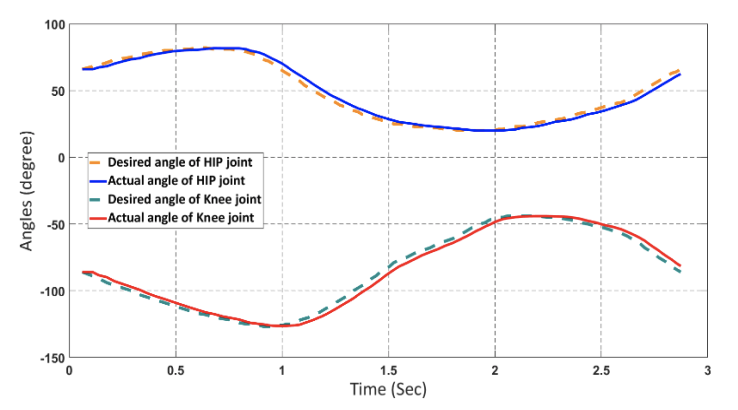 100
50
0
-50
-100
-150
Angles (degree)
Desired angle of HIP joint
Actual angle of HIP joint
Desired angle of Knee joint
Actual angle of Knee joint
0 0.5 1 1.5 2 2.5 3
Time (Sec)